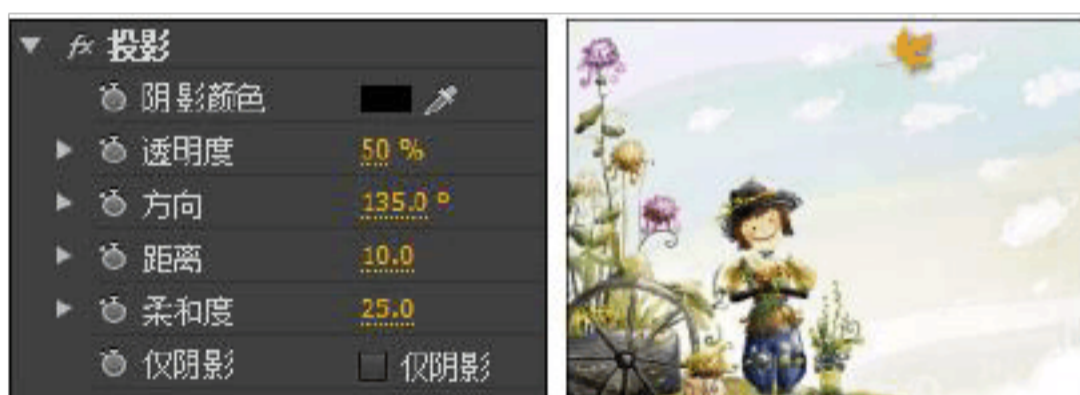 fx 投影
阴影颜色
透明度 50 %
方向 135.0 °
距离 10.0
柔和度 25.0
仅阴影 仅阴影